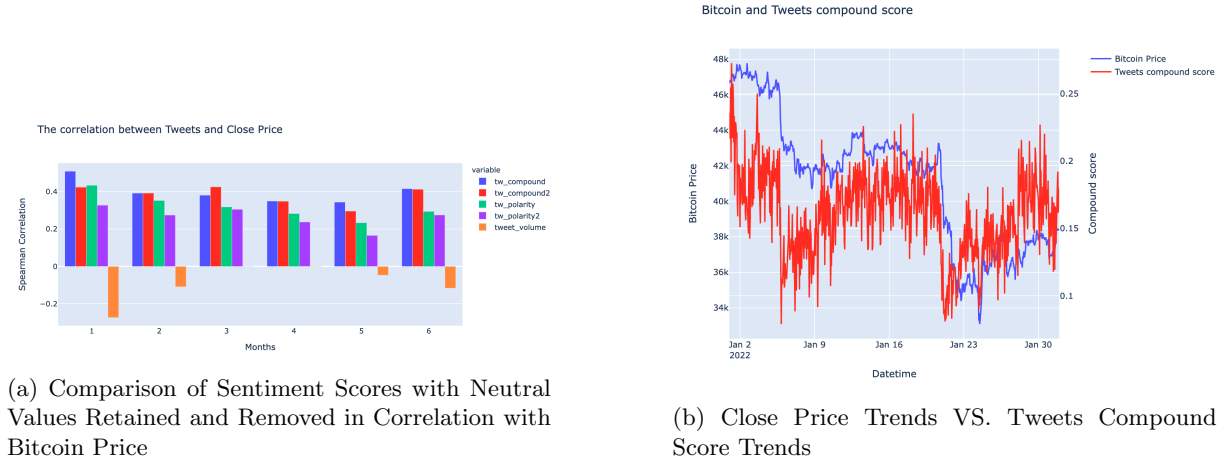 The correlation between Tweets and Close Price
Spearman Correlation
0.4
0.2
0
−0.2
1
2
3
4
5
6
Months
variable
tw_compound
tw_compound2
tw_polarity
tw_polarity2
tweet_volume
(a) Comparison of Sentiment Scores with Neutral
Values Retained and Removed in Correlation with
Bitcoin Price
Bitcoin and Tweets compound score
Bitcoin Price
48k
46k
44k
42k
40k
38k
36k
34k
Jan 2
2022
Jan 9
Jan 16
Jan 23
Jan 30
Datetime
0.25
0.2
0.15
0.1
Compound score
Bitcoin Price
Tweets compound score
(b) Close Price Trends VS. Tweets Compound
Score Trends